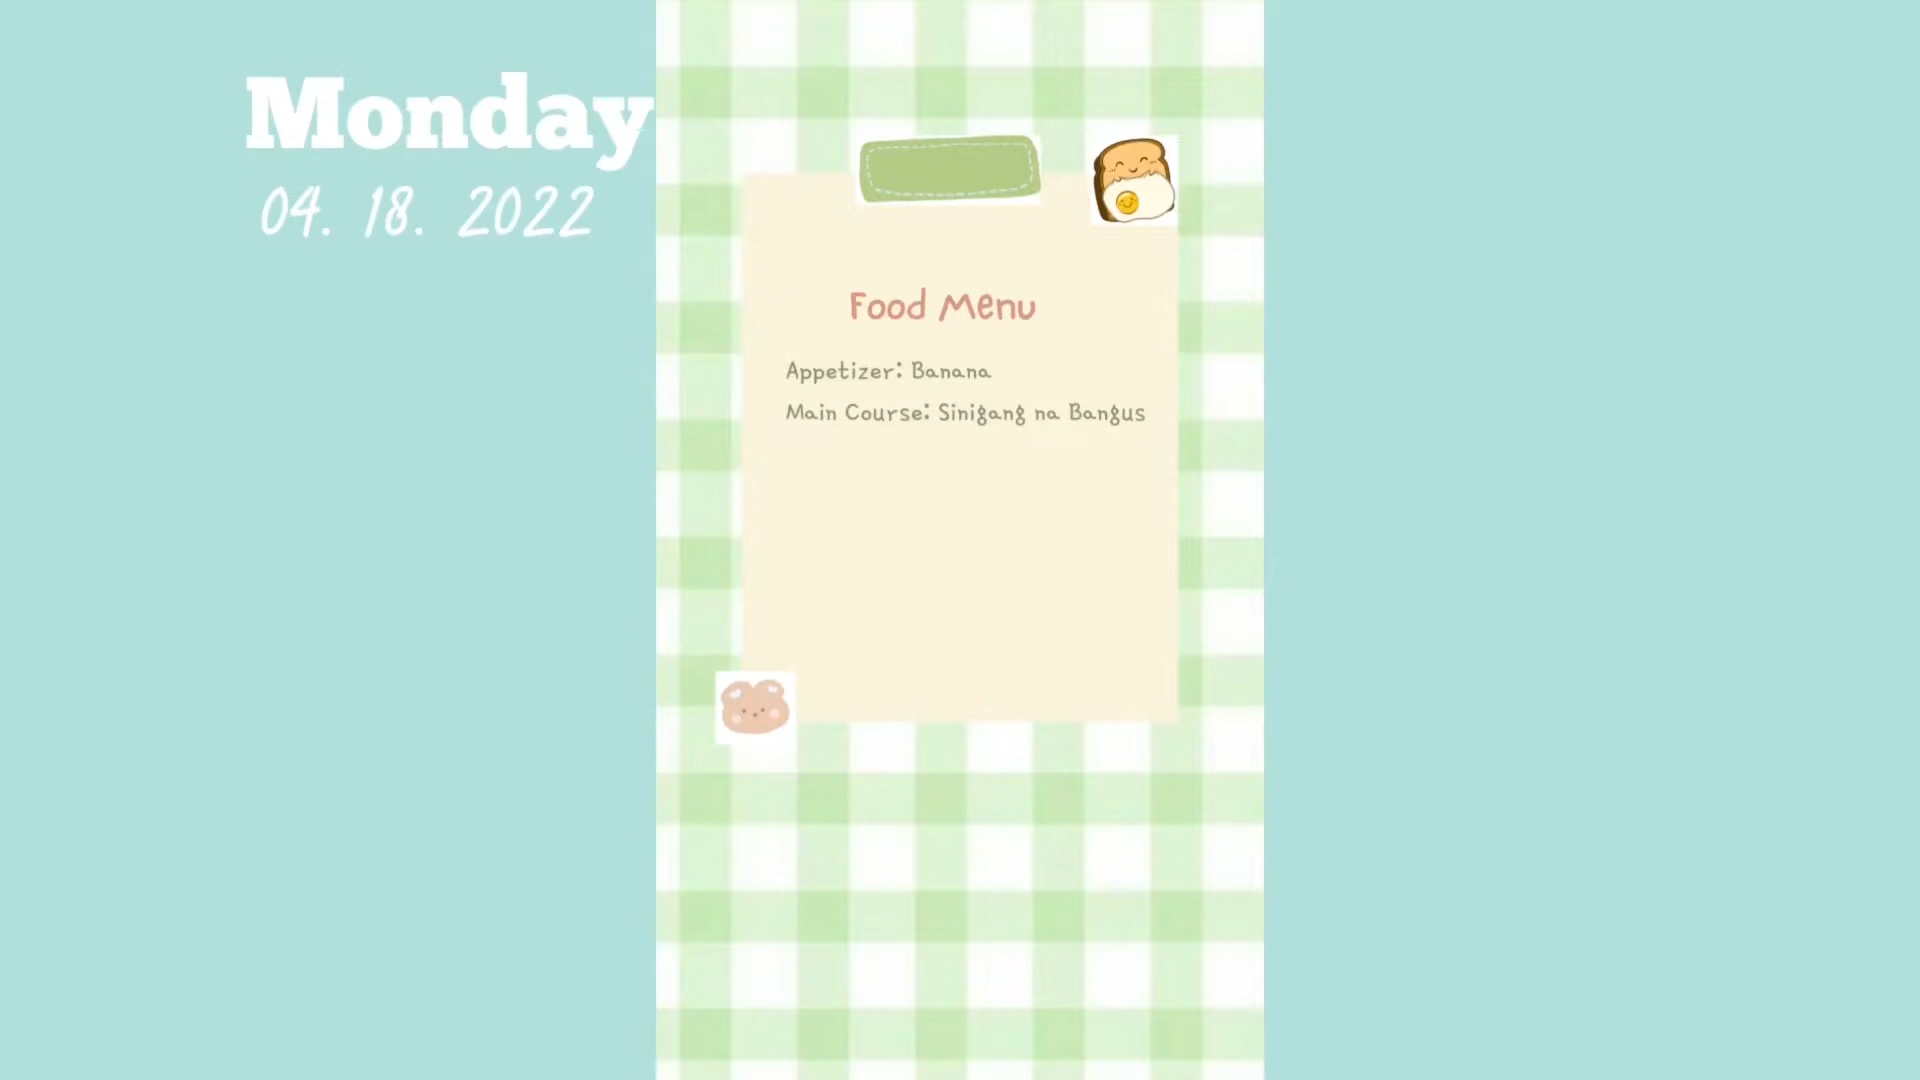 Monday
04. 18. 2022
Food Menu
Appetizer: Banana
Main Course: Sinigang na Bangus